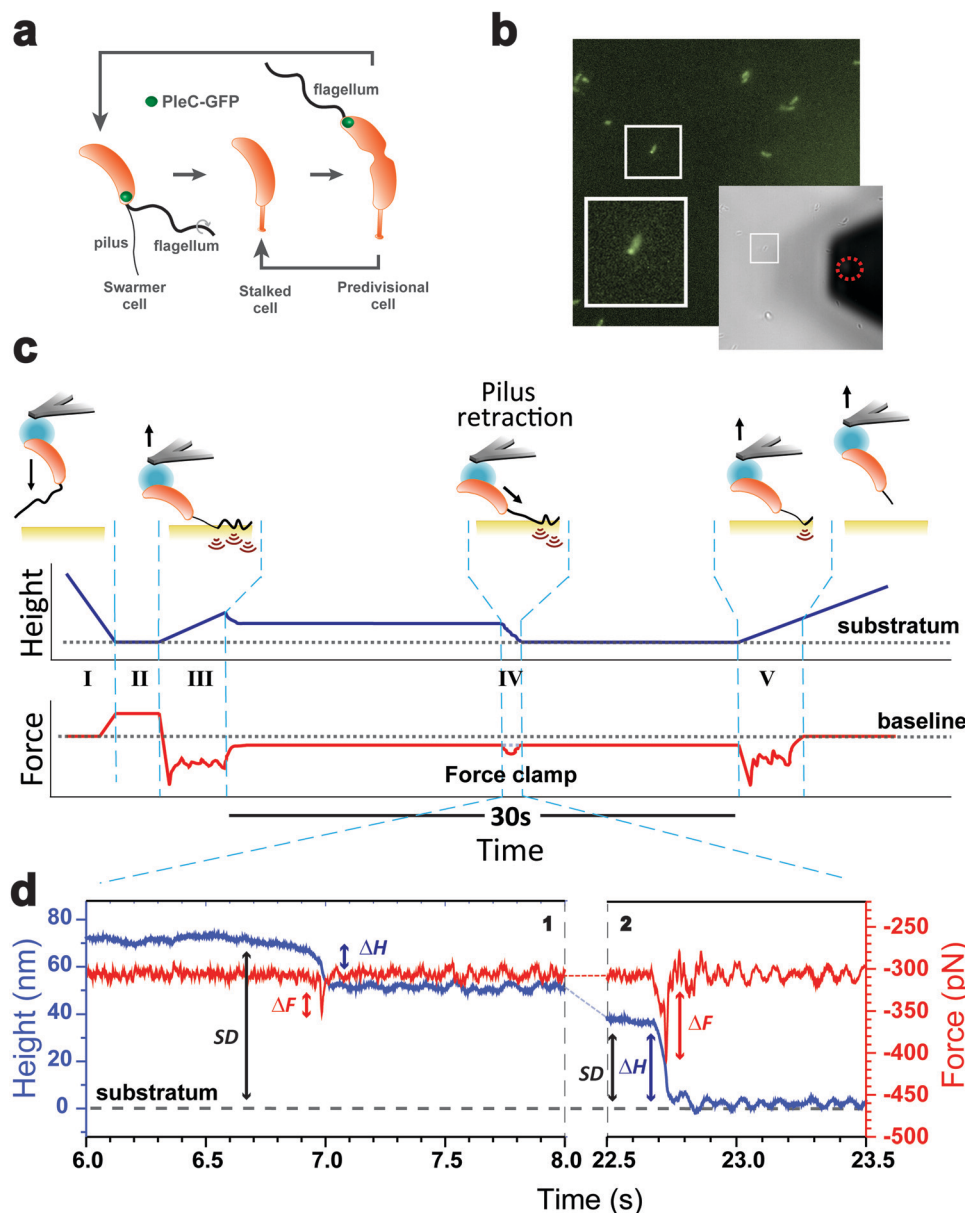 a
PleC-GFP
flagellum
pilus
flagellum
Swarmer
cell
Stalked
cell
Predivisional
cell
b
c
Pilus
retraction
Height
substratum
I II III IV V
Force
baseline
Force clamp
30s
Time
d
Height (nm)
80
60
40
20
0
1
2
ΔH
ΔF
SD
substratum
SD
ΔH
ΔF
-250
-300
-350
-400
-450
-500
Force (pN)
6.0 6.5 7.0 7.5 8.0 22.5 23.0 23.5
Time (s)